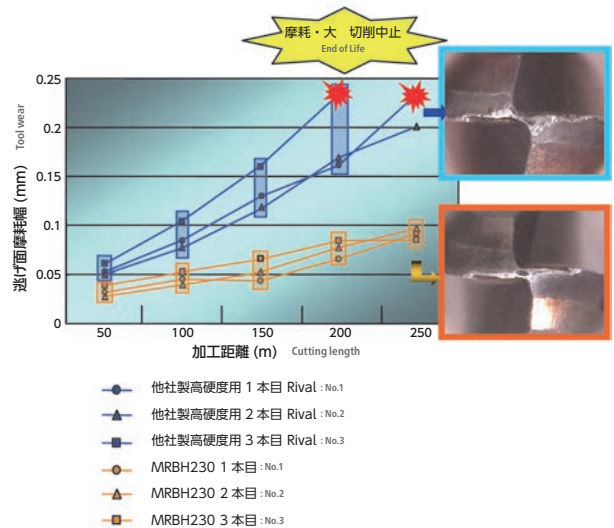 摩耗・大 切削中止
End of Life
0.25
0.2
0.15
0.1
0.05
0
逃げ面摩耗幅 (mm) Tool wear
50 100 150 200 250
加工距離 (m) Cutting length
他社製高硬度用 1 本目 Rival : No.1
他社製高硬度用 2 本目 Rival : No.2
他社製高硬度用 3 本目 Rival : No.3
MRBH230 1 本目 : No.1
MRBH230 2 本目 : No.2
MRBH230 3 本目 : No.3